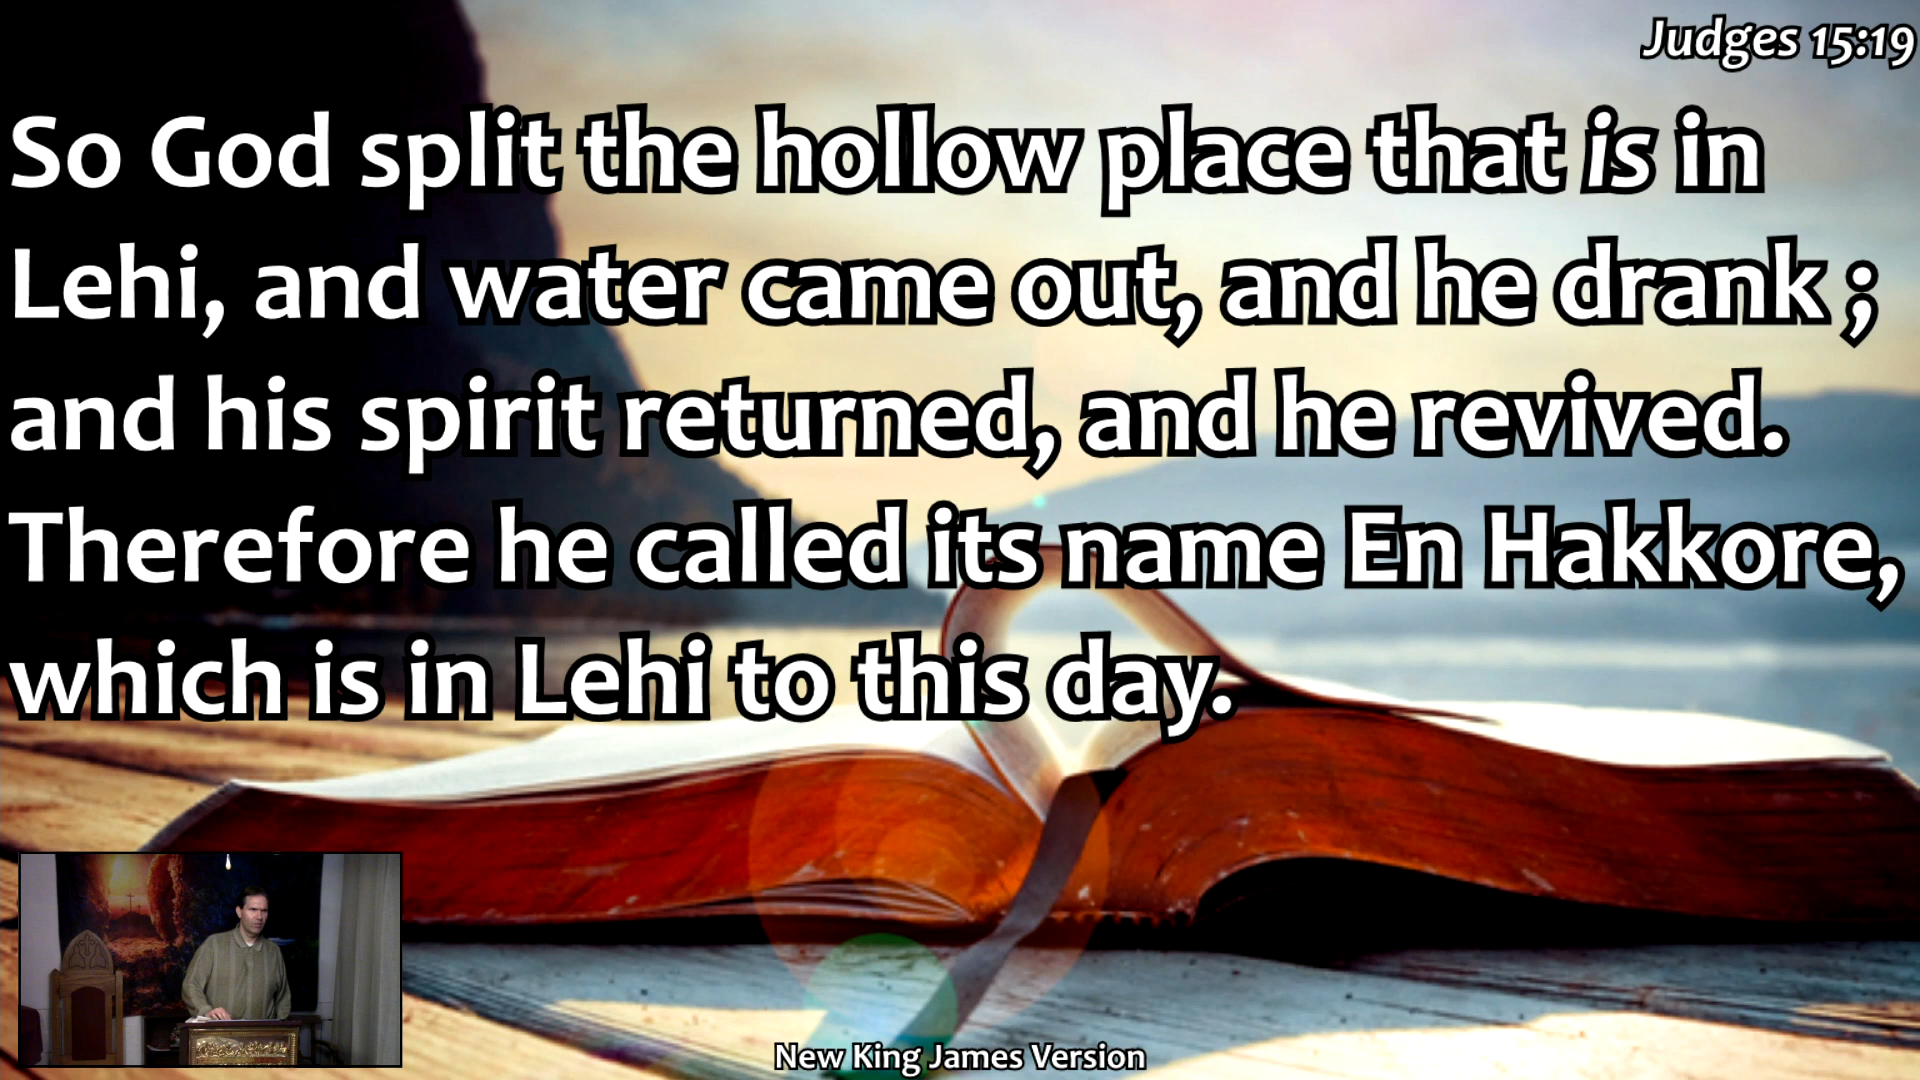 Judges 15:19
So God split the hollow place that is in
Lehi, and water came out, and he drank ;
and his spirit returned, and he revived.
Therefore he called its name En Hakkore,
which is in Lehi to this day.
New King James Version